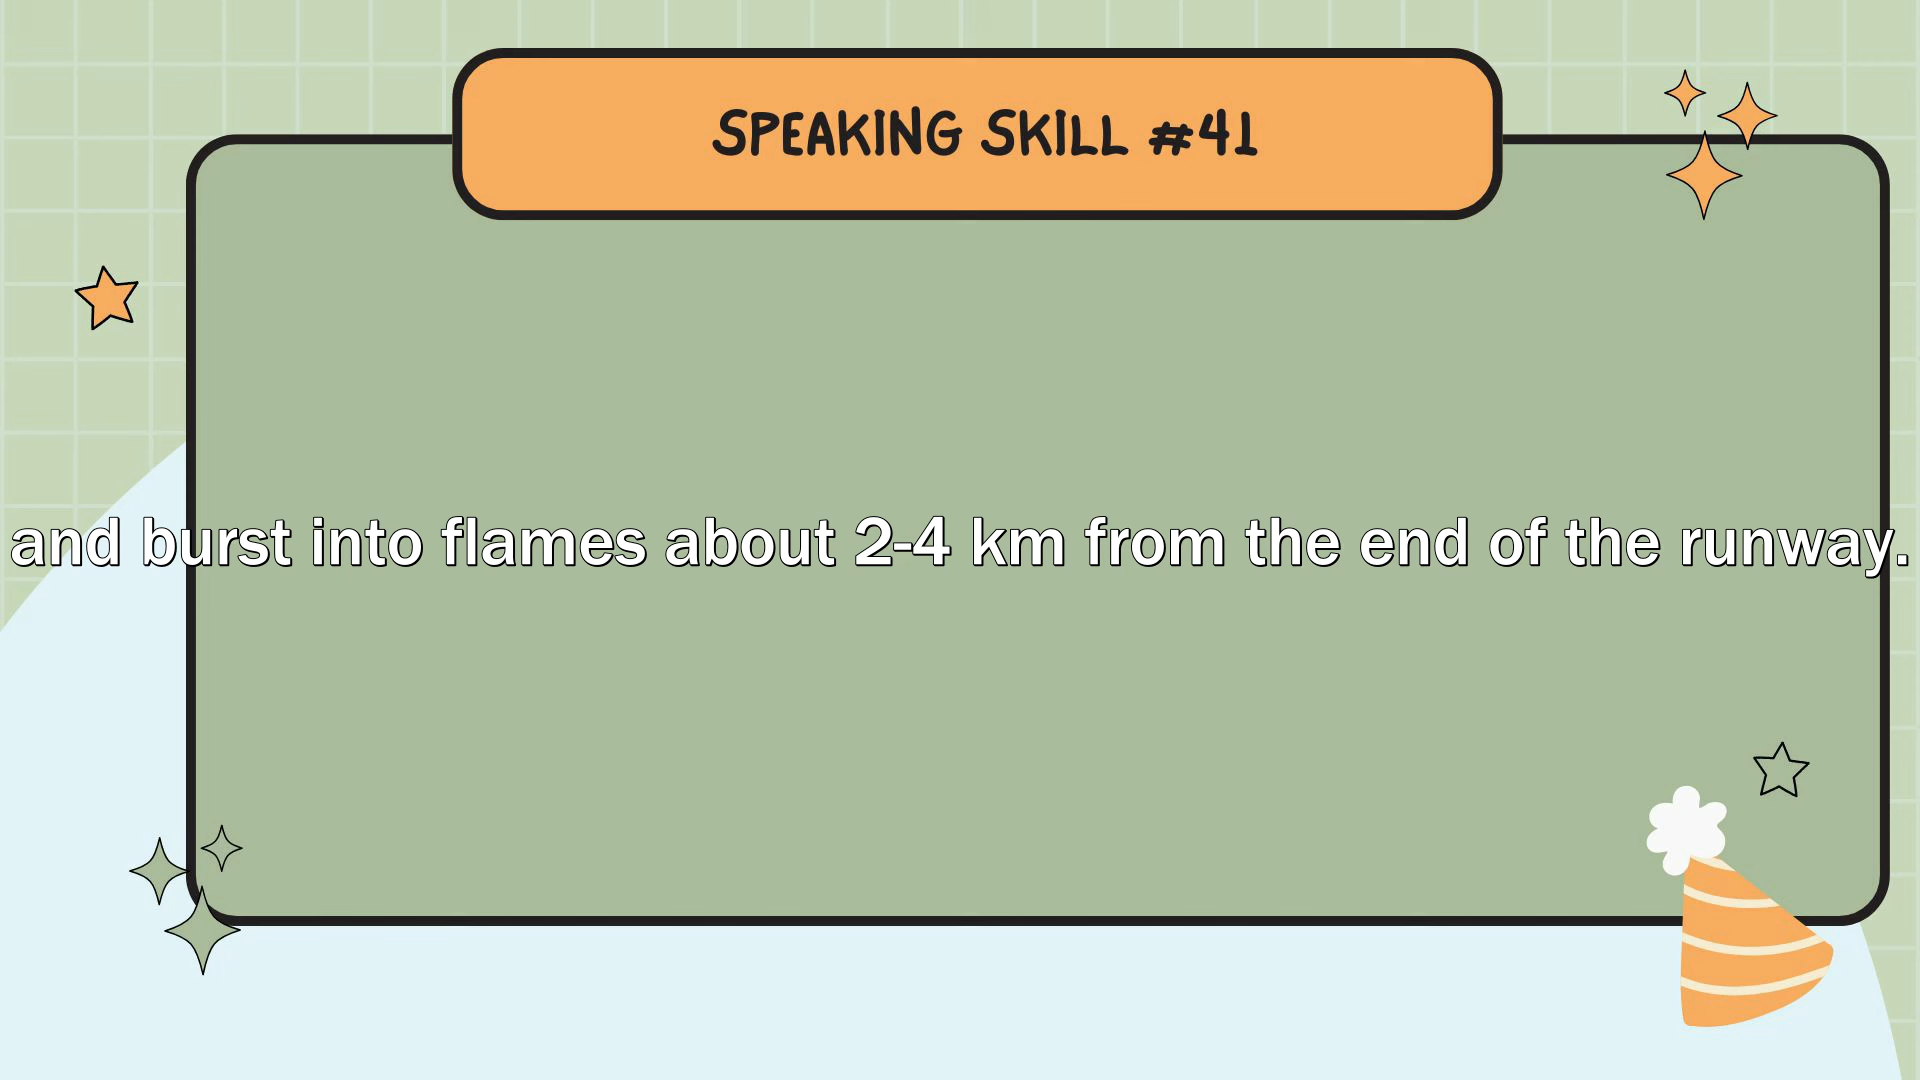 SPEAKING SKILL #41
and burst into flames about 2-4 km from the end of the runway.